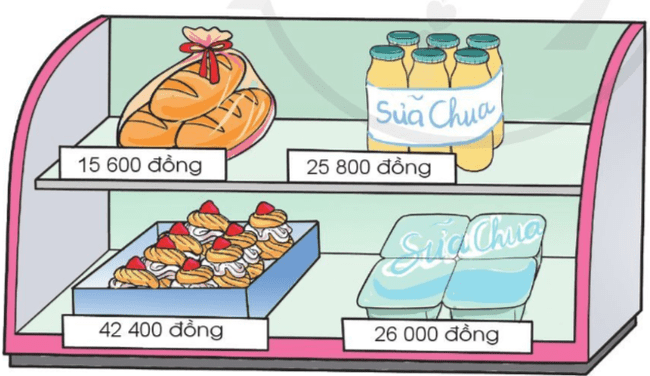 Sữa Chua
15 600 đồng
25 800 đồng
Sữa Chua
42 400 đồng
26 000 đồng